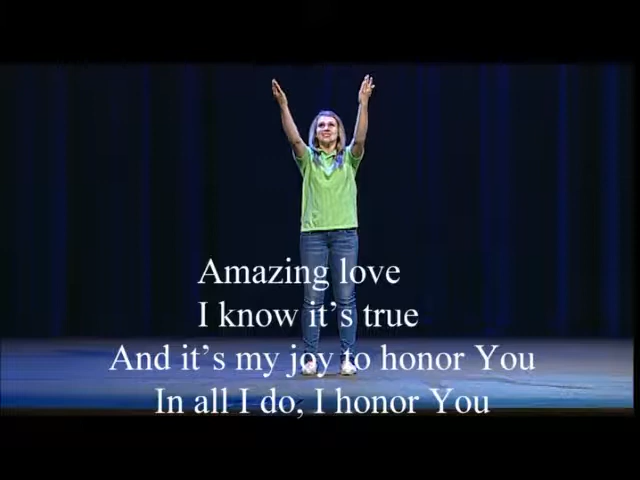 Amazing love
I know it’s true
And it’s my joy to honor You
In all I do, I honor You